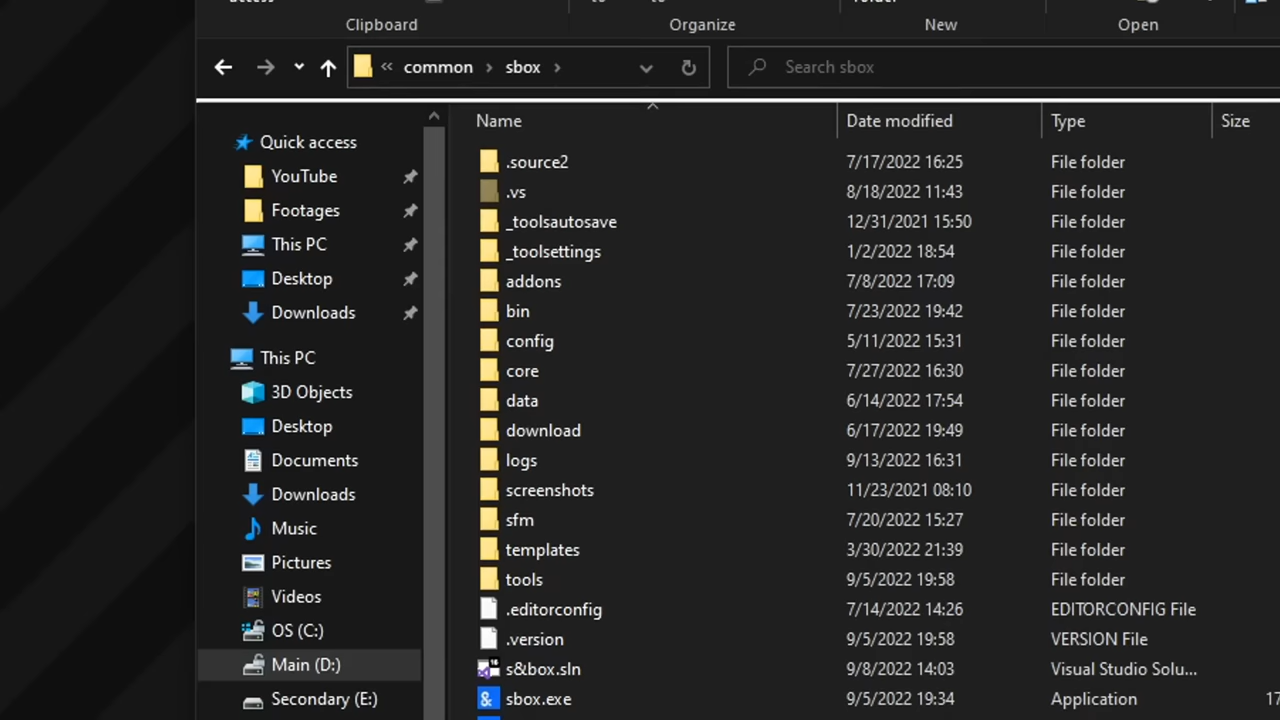 Clipboard Organize New Open
common sbox Search sbox
Name Date modified Type Size
Quick access
YouTube
Footages
This PC
Desktop
Downloads
This PC
3D Objects
Desktop
Documents
Downloads
Music
Pictures
Videos
OS (C:)
Main (D:)
Secondary (E:)
.source2 7/17/2022 16:25 File folder
.vs 8/18/2022 11:43 File folder
_toolsautosave 12/31/2021 15:50 File folder
_toolsettings 1/2/2022 18:54 File folder
addons 7/8/2022 17:09 File folder
bin 7/23/2022 19:42 File folder
config 5/11/2022 15:31 File folder
core 7/27/2022 16:30 File folder
data 6/14/2022 17:54 File folder
download 6/17/2022 19:49 File folder
logs 9/13/2022 16:31 File folder
screenshots 11/23/2021 08:10 File folder
sfm 7/20/2022 15:27 File folder
templates 3/30/2022 21:39 File folder
tools 9/5/2022 19:58 File folder
.editorconfig 7/14/2022 14:26 EDITORCONFIG File
.version 9/5/2022 19:58 VERSION File
s&box.sln 9/8/2022 14:03 Visual Studio Solu...
sbox.exe 9/5/2022 19:34 Application 17